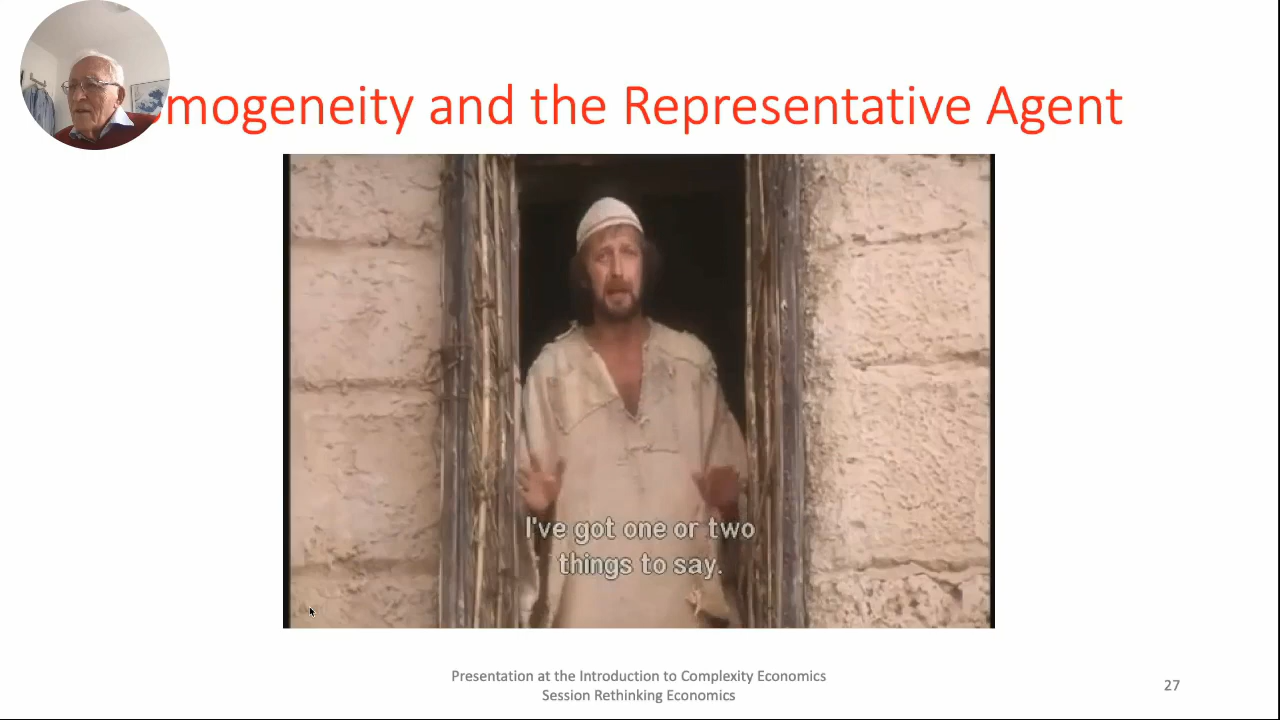 mogeneity and the Representative Agent
I've got one or two
things to say.
Presentation at the Introduction to Complexity Economics
Session Rethinking Economics
27